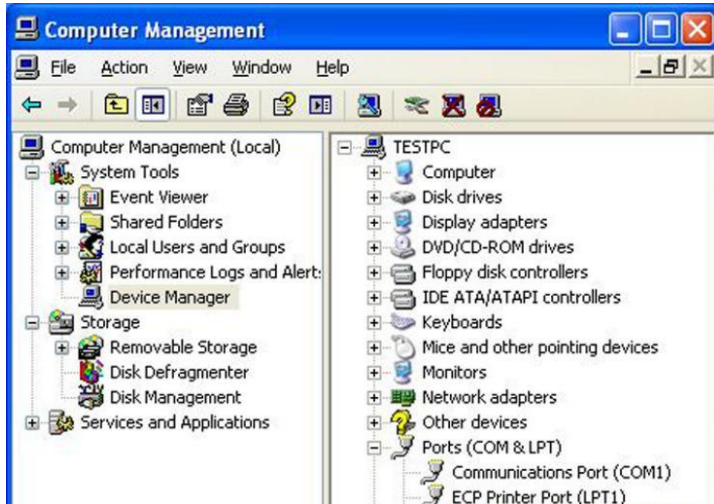 Computer Management
File Action View Window Help
Computer Management (Local)
System Tools
Event Viewer
Shared Folders
Local Users and Groups
Performance Logs and Alert:
Device Manager
Storage
Removable Storage
Disk Defragmenter
Disk Management
Services and Applications
TESTPC
Computer
Disk drives
Display adapters
DVD/CD-ROM drives
Floppy disk controllers
IDE ATA/ATAPI controllers
Keyboards
Mice and other pointing devices
Monitors
Network adapters
Other devices
Ports (COM & LPT)
Communications Port (COM1)
ECP Printer Port (LPT1)